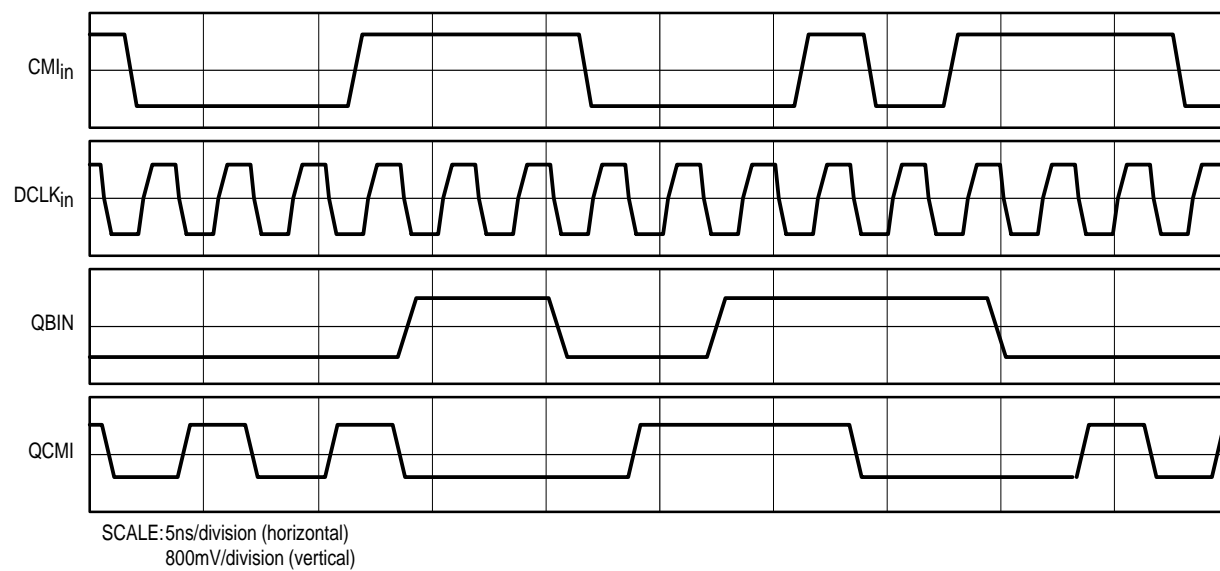 CMIin
DCLKin
QBIN
QCMI
SCALE: 5ns/division (horizontal)
800mV/division (vertical)